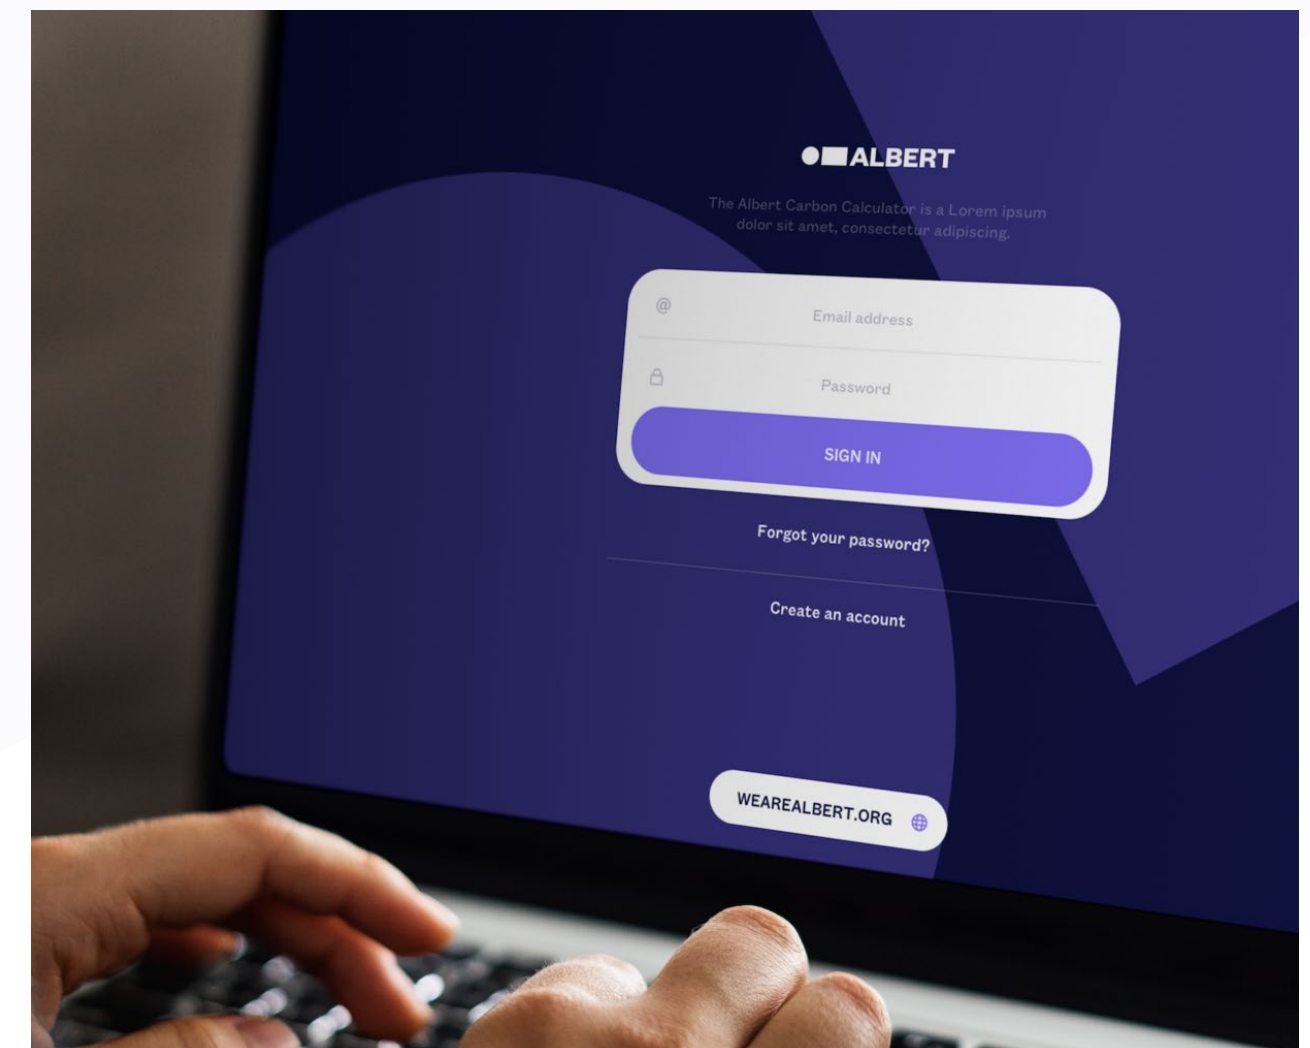 ALBERT
The Albert Carbon Calculator is a Lorem ipsum
dolor sit amet, consectetur adipiscing.
@ Email address
Password
SIGN IN
Forgot your password?
Create an account
WEAREALBERT.ORG